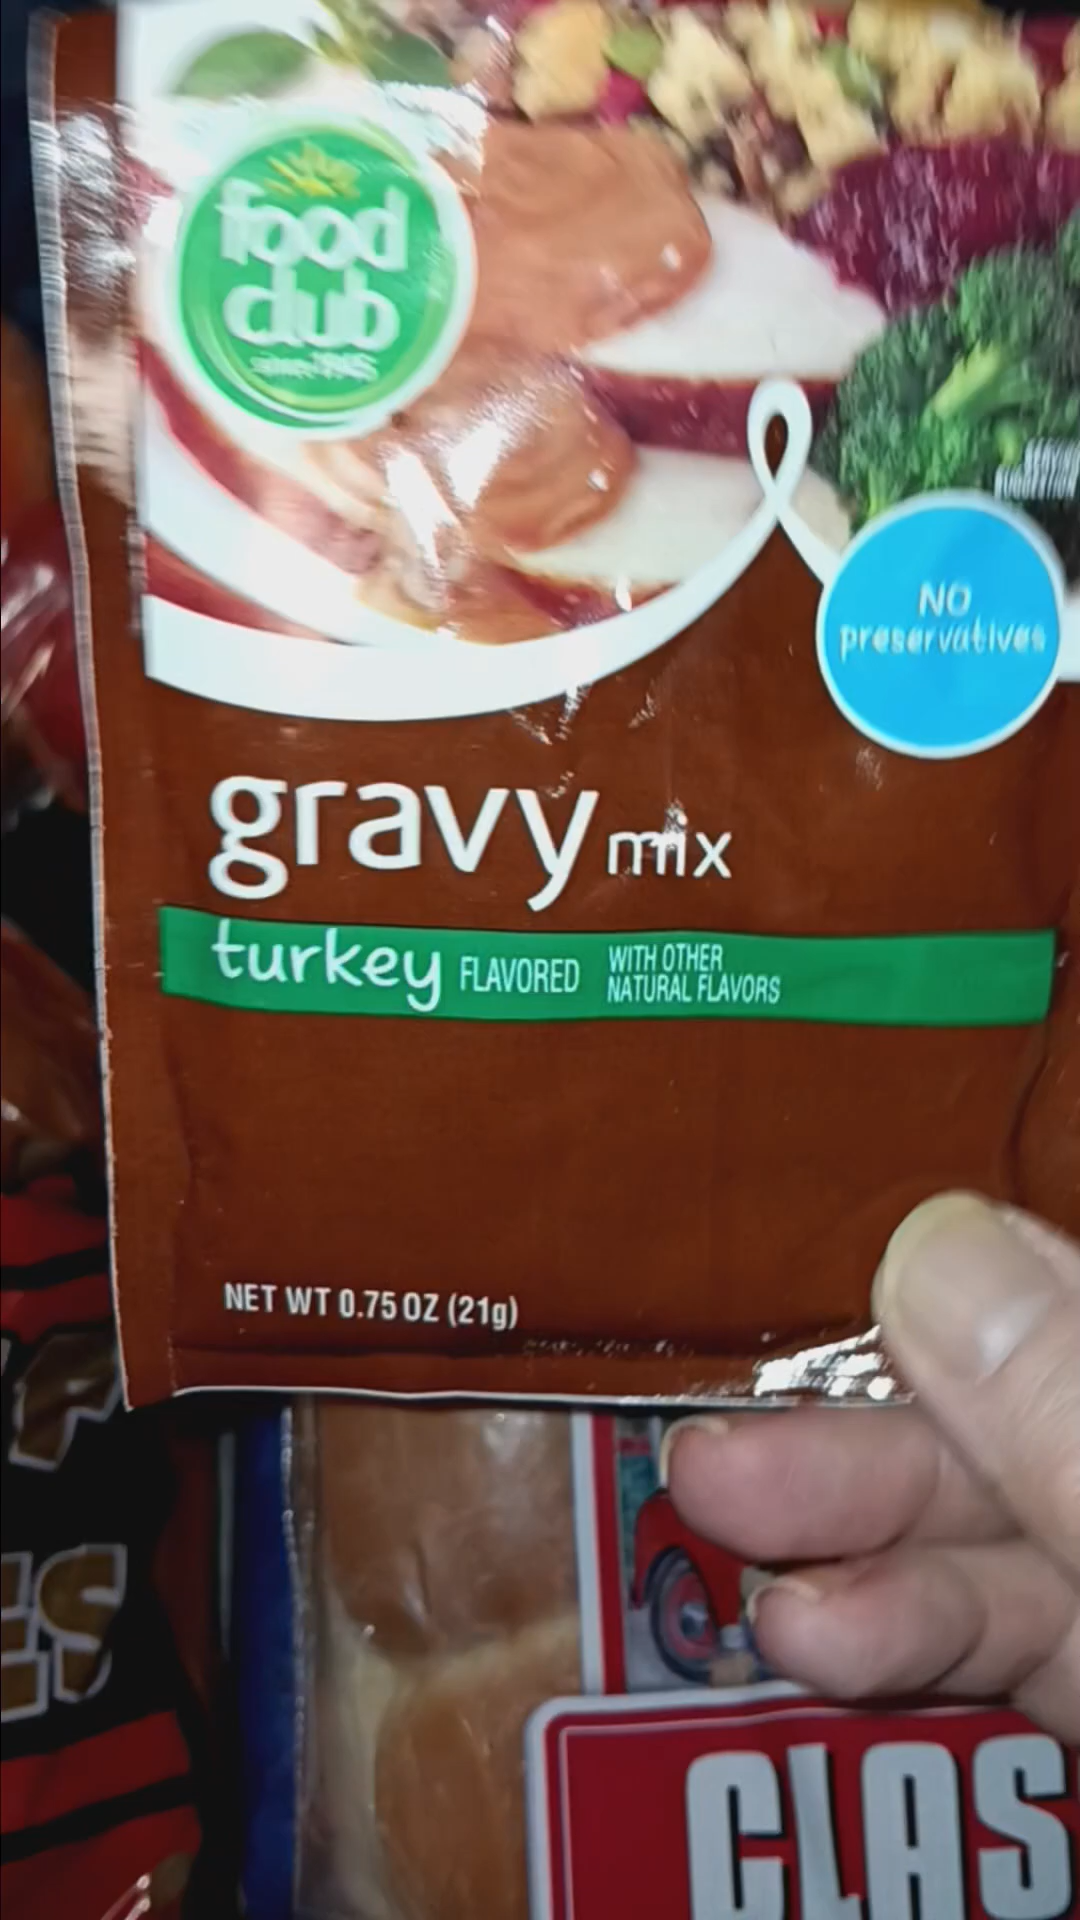 food
club
since 1945
NO
preservatives
gravy mix
turkey FLAVORED WITH OTHER
NATURAL FLAVORS
NET WT 0.75 OZ (21g)
ES
CLAS